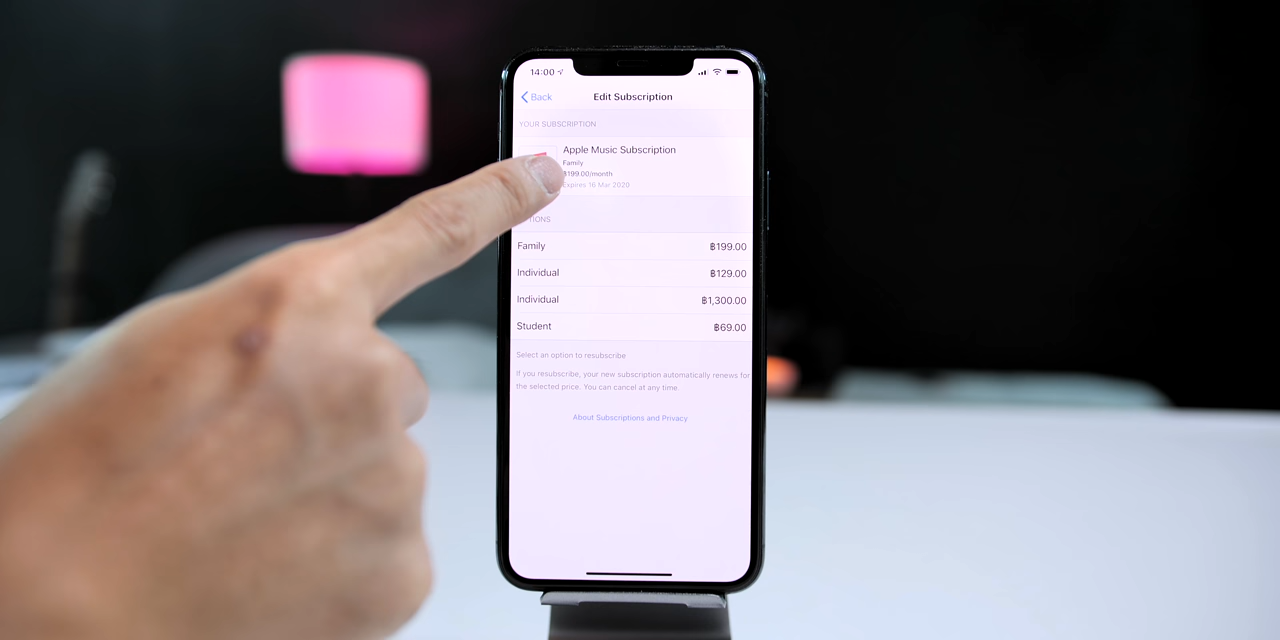 14:00
Back
Edit Subscription
YOUR SUBSCRIPTION
Apple Music Subscription
Family
฿199.00/month
Expires 16 Mar 2020
TIONS
Family ฿199.00
Individual ฿129.00
Individual ฿1,300.00
Student ฿69.00
Select an option to resubscribe
If you resubscribe, your new subscription automatically renews for
the selected price. You can cancel at any time.
About Subscriptions and Privacy